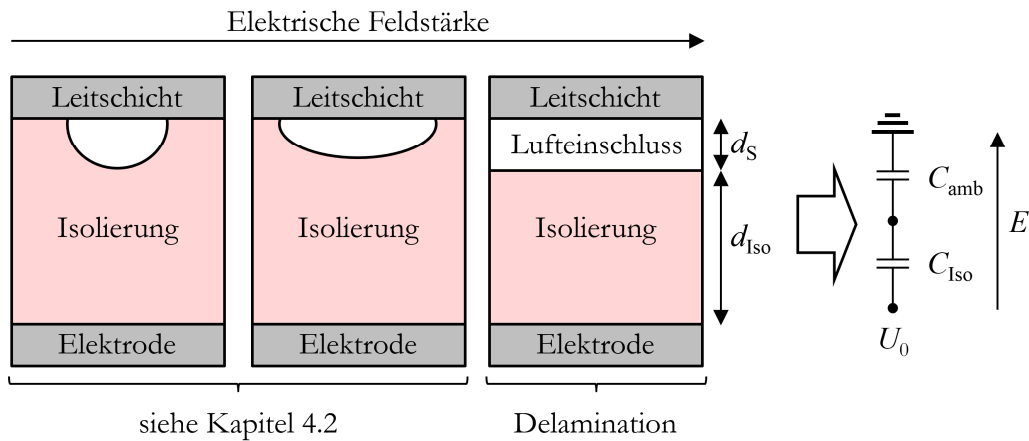 Elektrische Feldstärke
Leitschicht
Leitschicht
Leitschicht
Lufteinschluss
d_S
Isolierung
Isolierung
Isolierung
d_Iso
C_amb
C_Iso
E
Elektrode
Elektrode
Elektrode
U_0
siehe Kapitel 4.2
Delamination